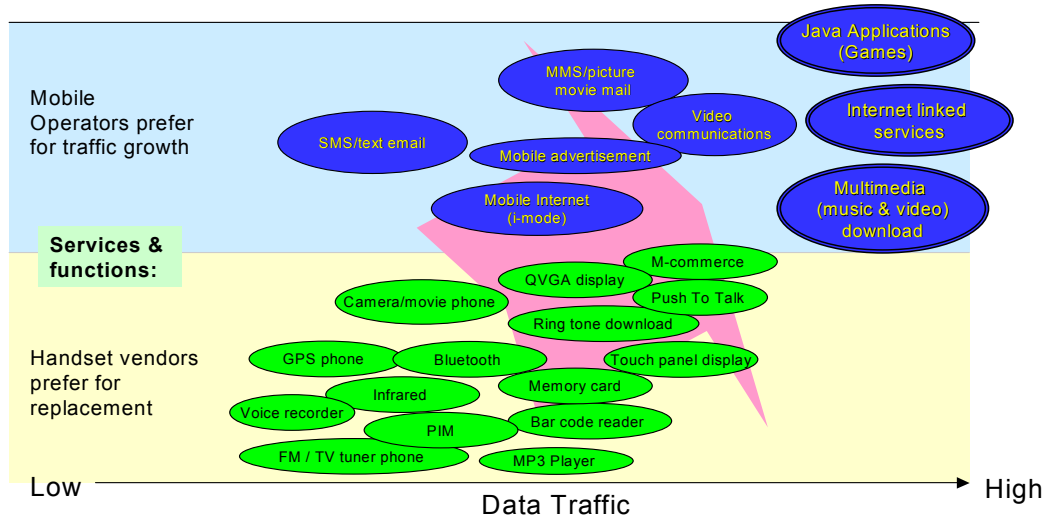 Java Applications
(Games)
MMS/picture
movie mail
Mobile
Operators prefer
for traffic growth
Video
communications
Internet linked
services
SMS/text email
Mobile advertisement
Mobile Internet
(i-mode)
Multimedia
(music & video)
download
Services &
functions:
M-commerce
QVGA display
Camera/movie phone
Push To Talk
Ring tone download
Handset vendors
prefer for
replacement
GPS phone
Bluetooth
Touch panel display
Infrared
Memory card
Voice recorder
PIM
Bar code reader
FM / TV tuner phone
MP3 Player
Low
Data Traffic
High